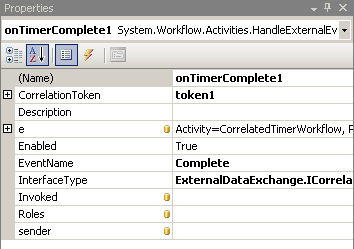 Properties
onTimerComplete1 System.Workflow.Activities.HandleExternalEv
(Name) onTimerComplete1
CorrelationToken token1
Description
e Activity=CorrelatedTimerWorkflow, P
Enabled True
EventName Complete
InterfaceType ExternalDataExchange.ICorrela
Invoked
Roles
sender